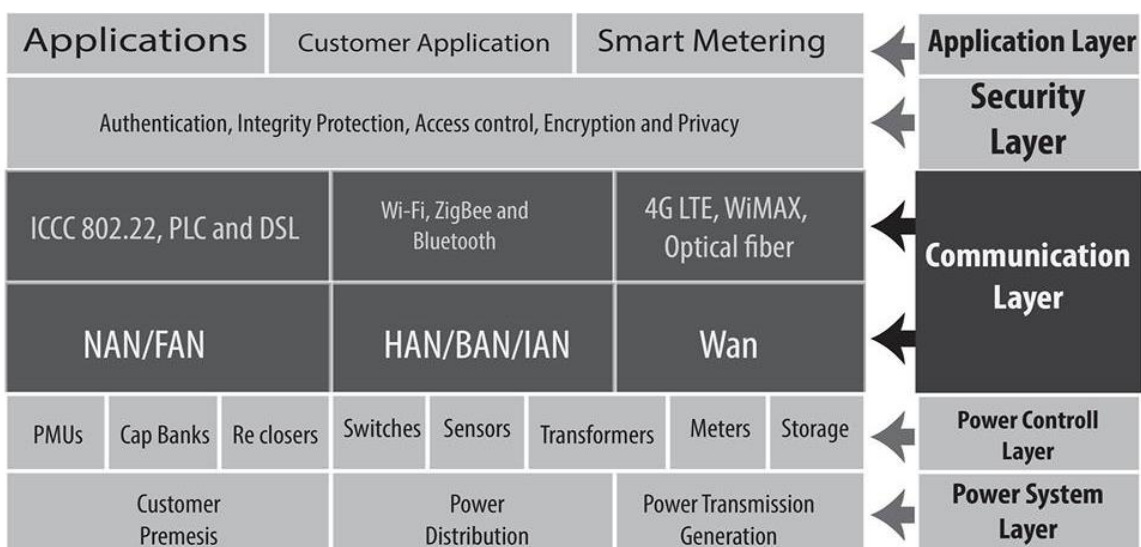 Applications
Customer Application
Smart Metering
Application Layer
Authentication, Integrity Protection, Access control, Encryption and Privacy
Security
Layer
ICCC 802.22, PLC and DSL
Wi-Fi, ZigBee and
Bluetooth
4G LTE, WiMAX,
Optical fiber
Communication
Layer
NAN/FAN
HAN/BAN/IAN
Wan
PMUs
Cap Banks
Re closers
Switches
Sensors
Transformers
Meters
Storage
Power Controll
Layer
Customer
Premesis
Power
Distribution
Power Transmission
Generation
Power System
Layer